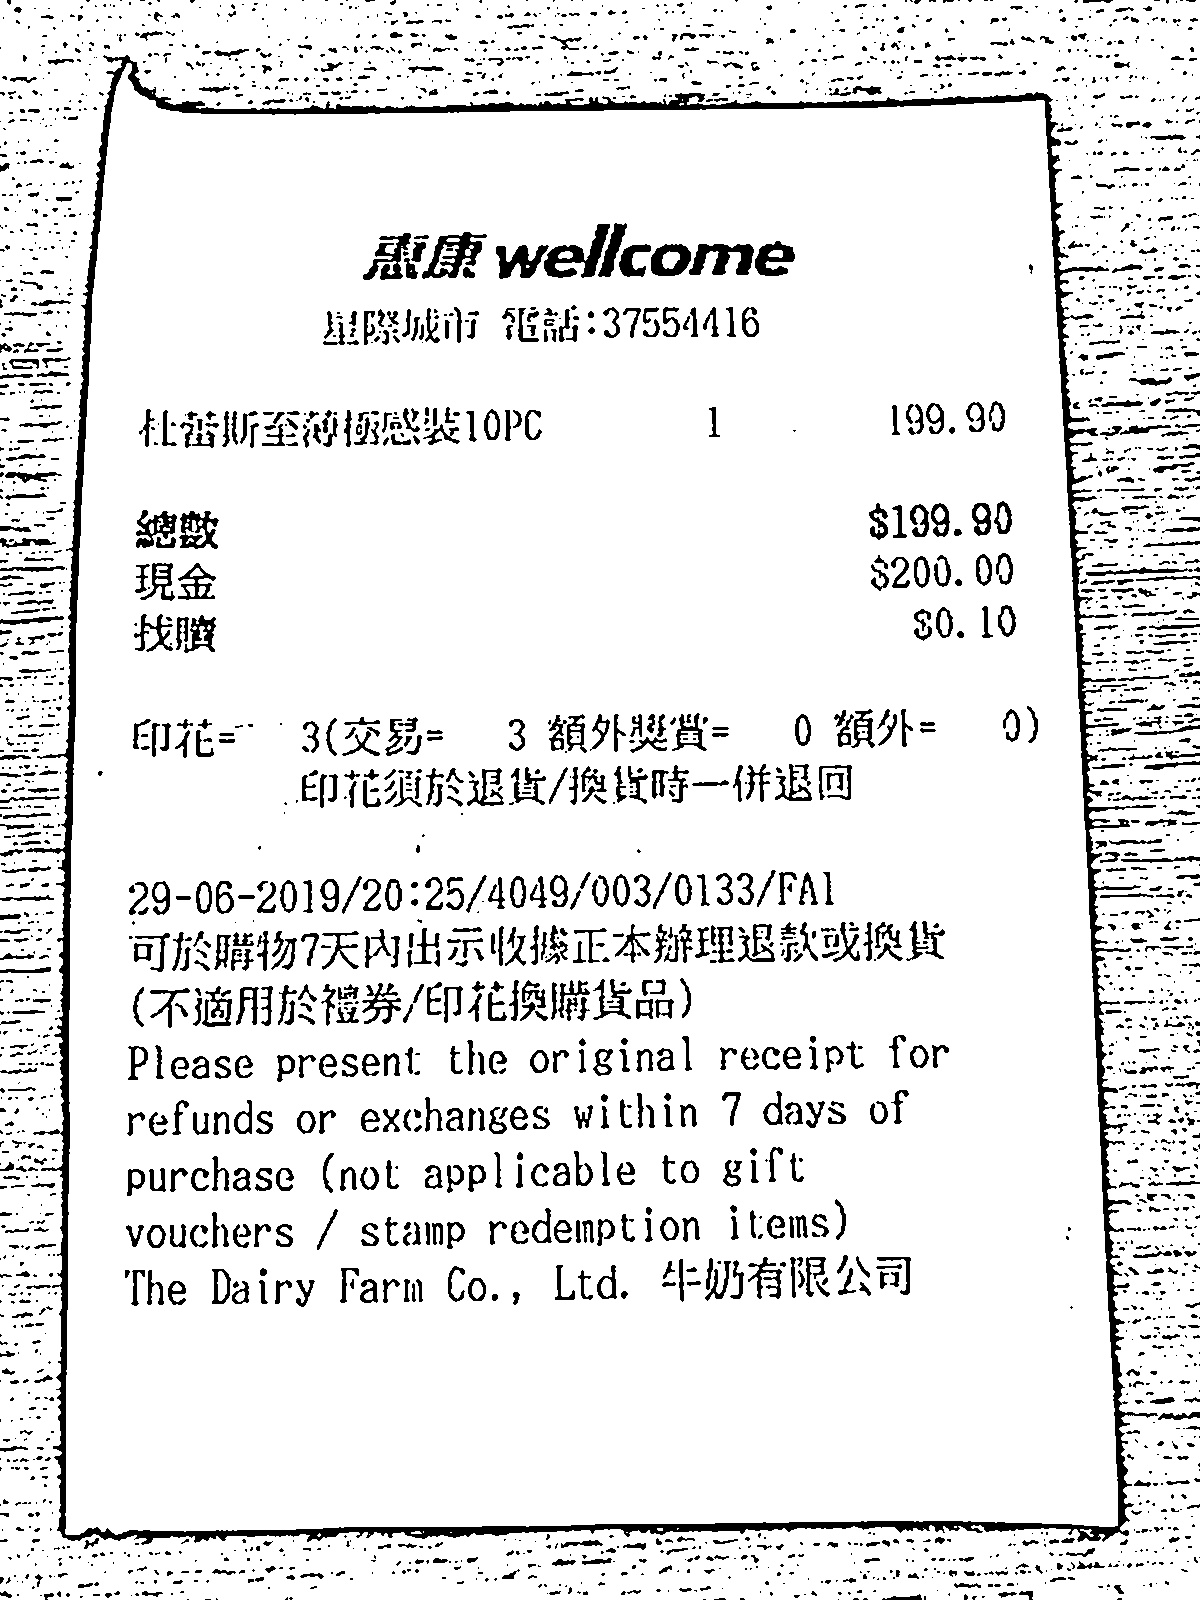 惠康 wellcome
星際城市 電話:37554416
杜蕾斯至薄極感裝10PC 1 199.90
總數 $199.90
現金 $200.00
找贖 $0.10
印花= 3(交易= 3 額外獎賞= 0 額外= 0)
印花須於退貨/換貨時一併退回
29-06-2019/20:25/4049/003/0133/FA1
可於購物7天內出示收據正本辦理退款或換貨
(不適用於禮券/印花換購貨品)
Please present the original receipt for
refunds or exchanges within 7 days of
purchase (not applicable to gift
vouchers / stamp redemption items)
The Dairy Farm Co., Ltd. 牛奶有限公司